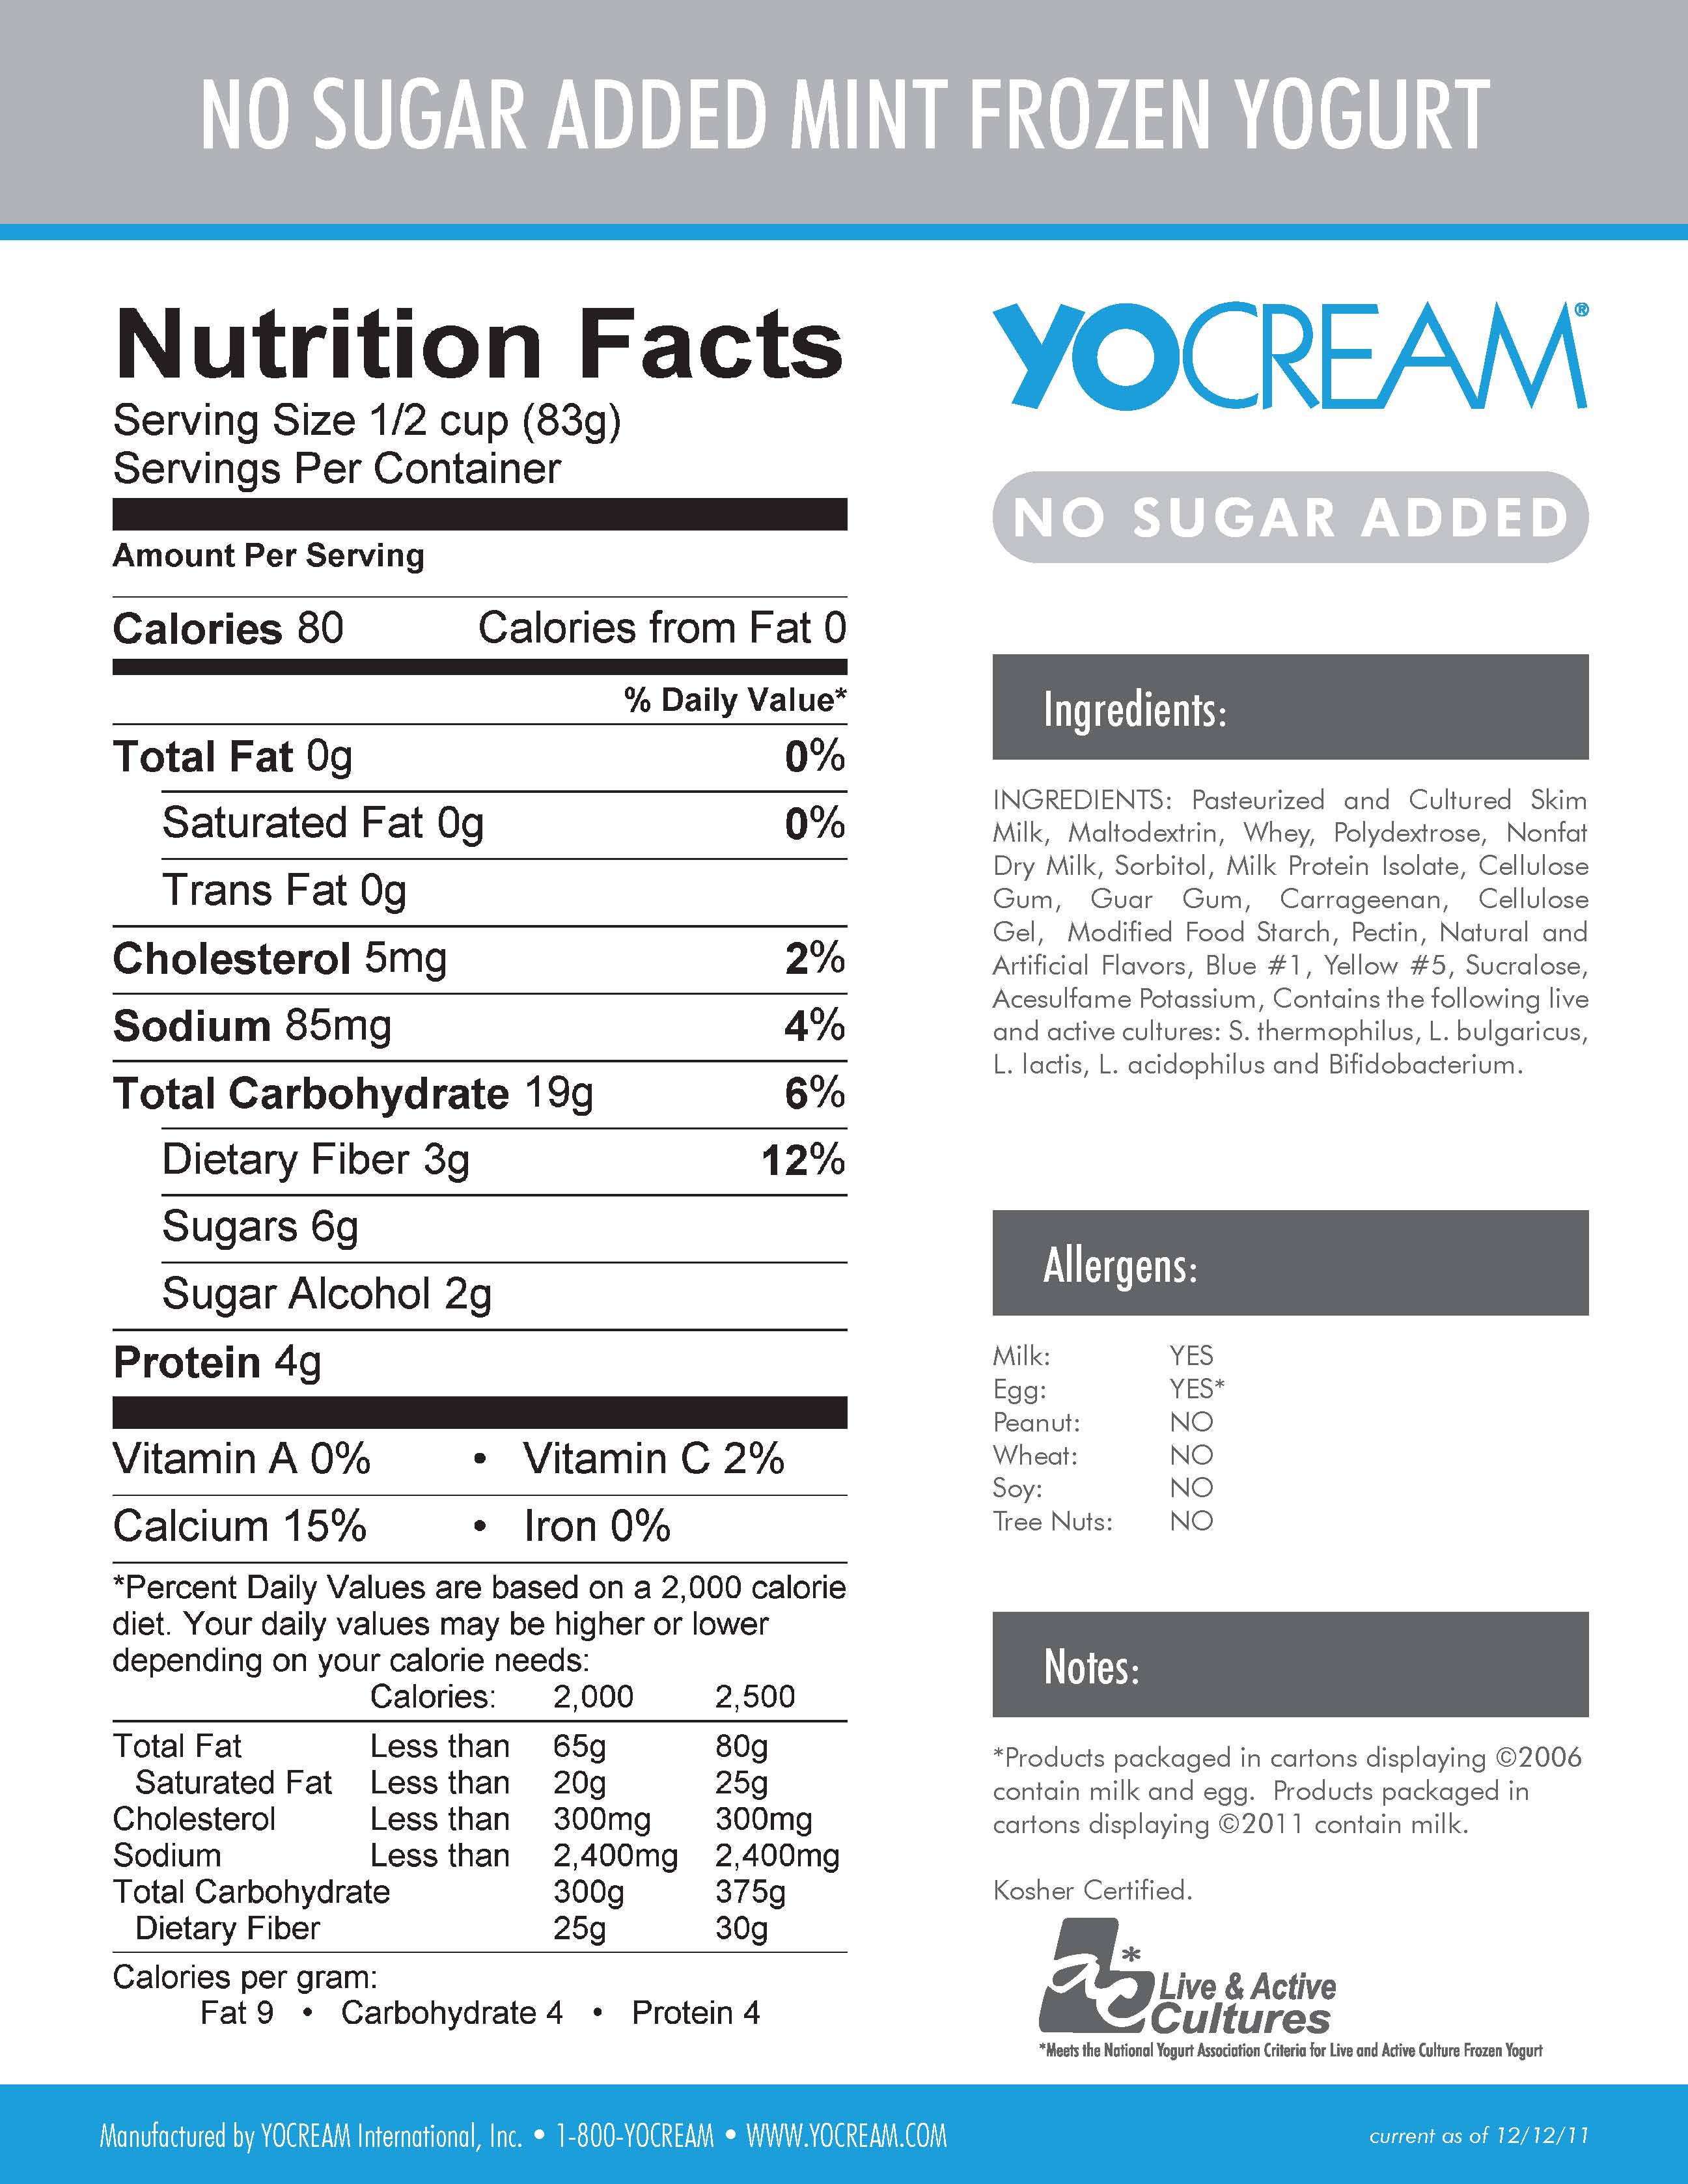 NO SUGAR ADDED MINT FROZEN YOGURT
Nutrition Facts
Serving Size 1/2 cup (83g)
Servings Per Container
Amount Per Serving
Calories 80 Calories from Fat 0
% Daily Value*
Total Fat 0g 0%
Saturated Fat 0g 0%
Trans Fat 0g
Cholesterol 5mg 2%
Sodium 85mg 4%
Total Carbohydrate 19g 6%
Dietary Fiber 3g 12%
Sugars 6g
Sugar Alcohol 2g
Protein 4g
Vitamin A 0% • Vitamin C 2%
Calcium 15% • Iron 0%
*Percent Daily Values are based on a 2,000 calorie
diet. Your daily values may be higher or lower
depending on your calorie needs:
Calories: 2,000 2,500
Total Fat Less than 65g 80g
Saturated Fat Less than 20g 25g
Cholesterol Less than 300mg 300mg
Sodium Less than 2,400mg 2,400mg
Total Carbohydrate 300g 375g
Dietary Fiber 25g 30g
Calories per gram:
Fat 9 • Carbohydrate 4 • Protein 4
YOCREAM®
NO SUGAR ADDED
Ingredients:
INGREDIENTS: Pasteurized and Cultured Skim
Milk, Maltodextrin, Whey, Polydextrose, Nonfat
Dry Milk, Sorbitol, Milk Protein Isolate, Cellulose
Gum, Guar Gum, Carrageenan, Cellulose
Gel, Modified Food Starch, Pectin, Natural and
Artificial Flavors, Blue #1, Yellow #5, Sucralose,
Acesulfame Potassium, Contains the following live
and active cultures: S. thermophilus, L. bulgaricus,
L. lactis, L. acidophilus and Bifidobacterium.
Allergens:
Milk: YES
Egg: YES*
Peanut: NO
Wheat: NO
Soy: NO
Tree Nuts: NO
Notes:
*Products packaged in cartons displaying ©2006
contain milk and egg. Products packaged in
cartons displaying ©2011 contain milk.
Kosher Certified.
ac*
Live & Active
Cultures
*Meets the National Yogurt Association Criteria for Live and Active Culture Frozen Yogurt
Manufactured by YOCREAM International, Inc. • 1-800-YOCREAM • WWW.YOCREAM.COM
current as of 12/12/11